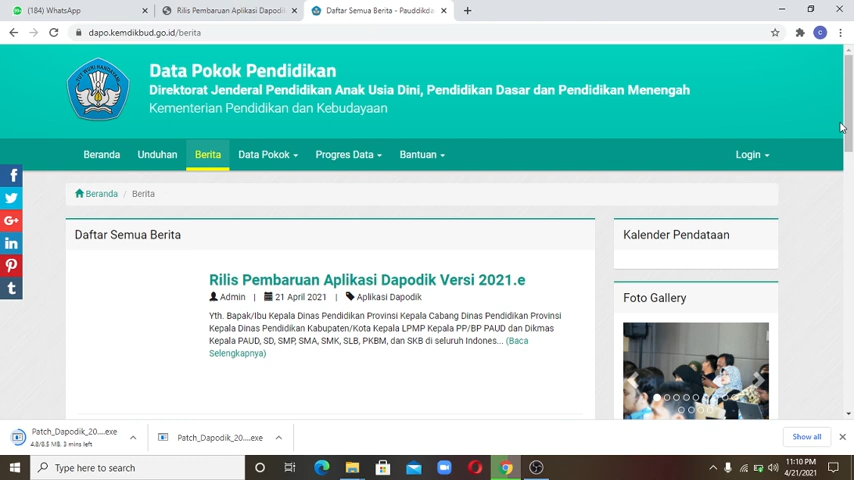 (184) WhatsApp
Rilis Pembaruan Aplikasi Dapodi
Daftar Semua Berita - Pauddikda
dapo.kemdikbud.go.id/berita
C
Data Pokok Pendidikan
Direktorat Jenderal Pendidikan Anak Usia Dini, Pendidikan Dasar dan Pendidikan Menengah
Kementerian Pendidikan dan Kebudayaan
Beranda Unduhan Berita Data Pokok Progres Data Bantuan Login
Beranda / Berita
Daftar Semua Berita
Kalender Pendataan
Rilis Pembaruan Aplikasi Dapodik Versi 2021.e
Admin | 21 April 2021 | Aplikasi Dapodik
Foto Gallery
Yth. Bapak/Ibu Kepala Dinas Pendidikan Provinsi Kepala Cabang Dinas Pendidikan Provinsi
Kepala Dinas Pendidikan Kabupaten/Kota Kepala LPMP Kepala PP/BP PAUD dan Dikmas
Kepala PAUD, SD, SMP, SMA, SMK, SLB, PKBM, dan SKB di seluruh Indones... (Baca
Selengkapnya)
Patch_Dapodik_20....exe
4.8/8.5 MB, 3 mins left
Patch_Dapodik_20....exe
Show all
Type here to search
11:10 PM
4/21/2021